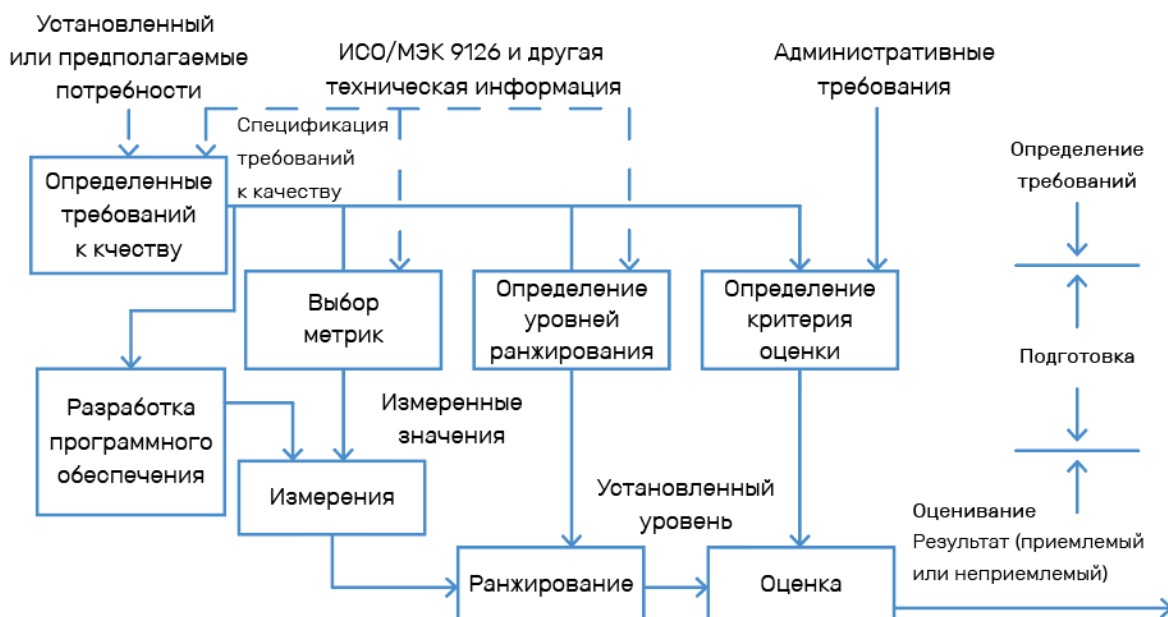 Установленный
или предполагаемые
потребности
ИСО/МЭК 9126 и другая
техническая информация
Административные
требования
Спецификация
требований
к качеству
Определенные
требований
к кчеству
Определение
требований
Выбор
метрик
Определение
уровней
ранжирования
Определение
критерия
оценки
Подготовка
Разработка
программного
обеспечения
Измеренные
значения
Измерения
Установленный
уровень
Оценивание
Результат (приемлемый
или неприемлемый)
Ранжирование
Оценка